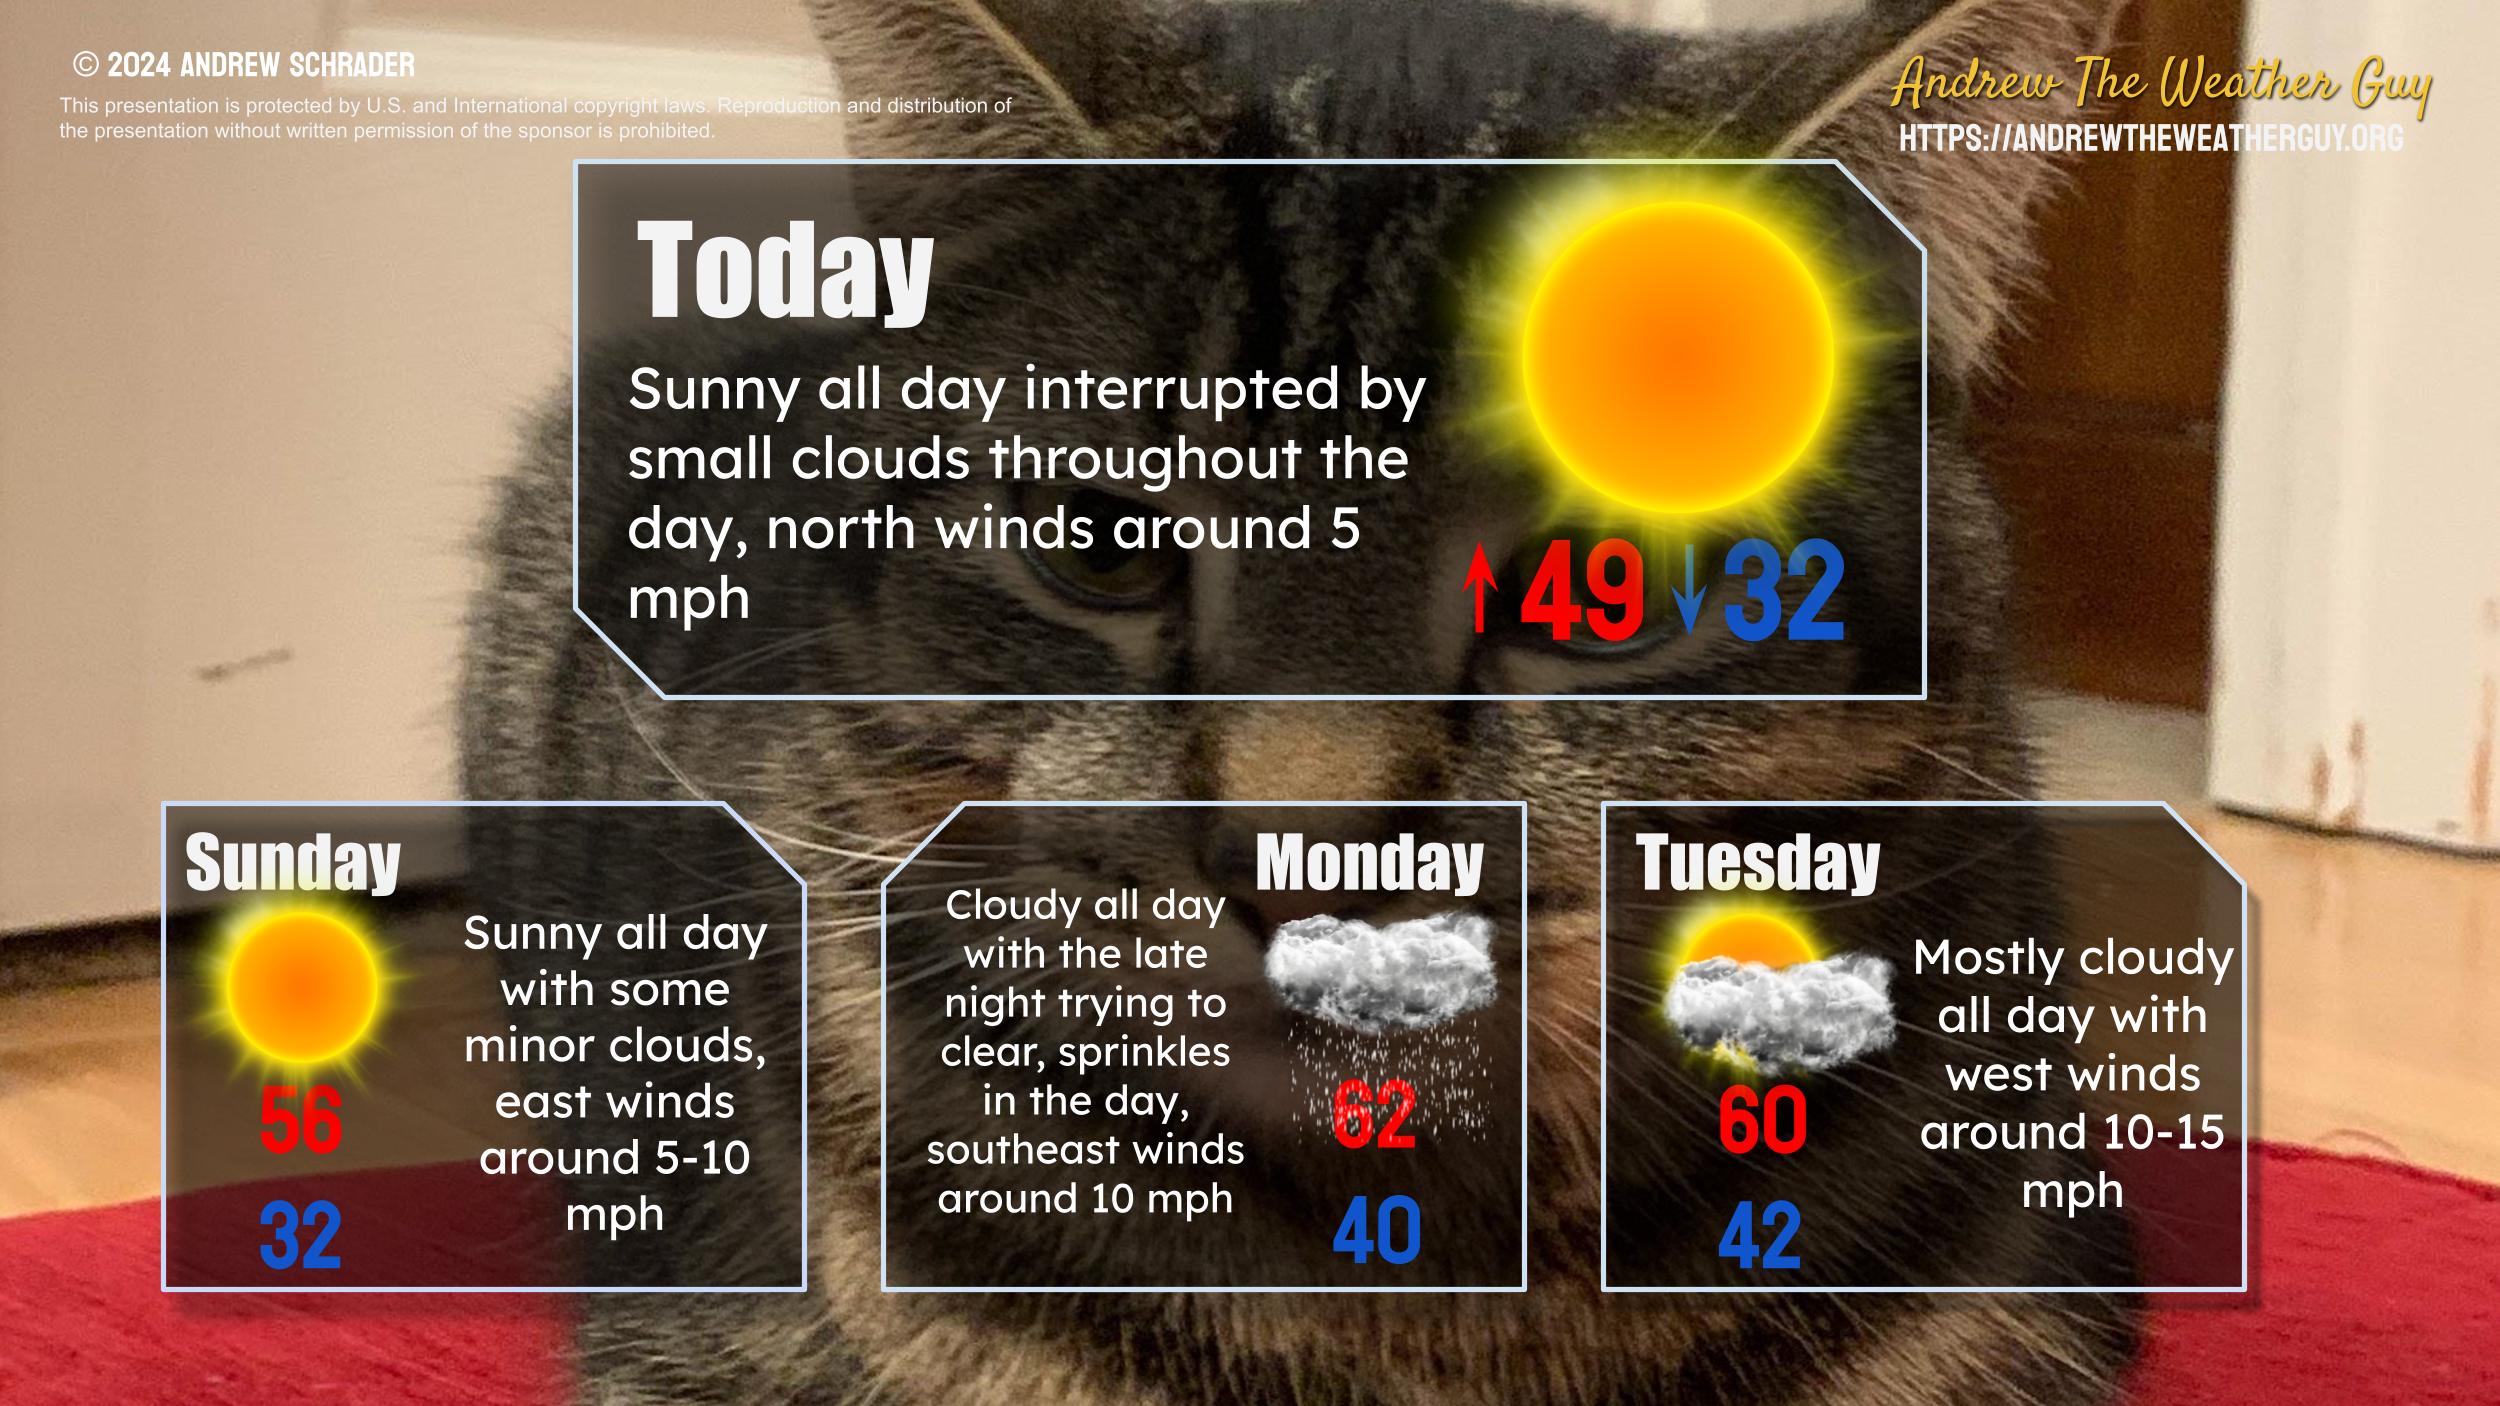 © 2024 ANDREW SCHRADER
This presentation is protected by U.S. and International copyright laws. Reproduction and distribution of
the presentation without written permission of the sponsor is prohibited.
Andrew The Weather Guy
HTTPS://ANDREWTHEWEATHERGUY.ORG
Today
Sunny all day interrupted by
small clouds throughout the
day, north winds around 5
mph
↑49 ↓32
Sunday
Sunny all day
with some
minor clouds,
east winds
around 5-10
mph
56
32
Monday
Cloudy all day
with the late
night trying to
clear, sprinkles
in the day,
southeast winds
around 10 mph
62
40
Tuesday
Mostly cloudy
all day with
west winds
around 10-15
mph
60
42